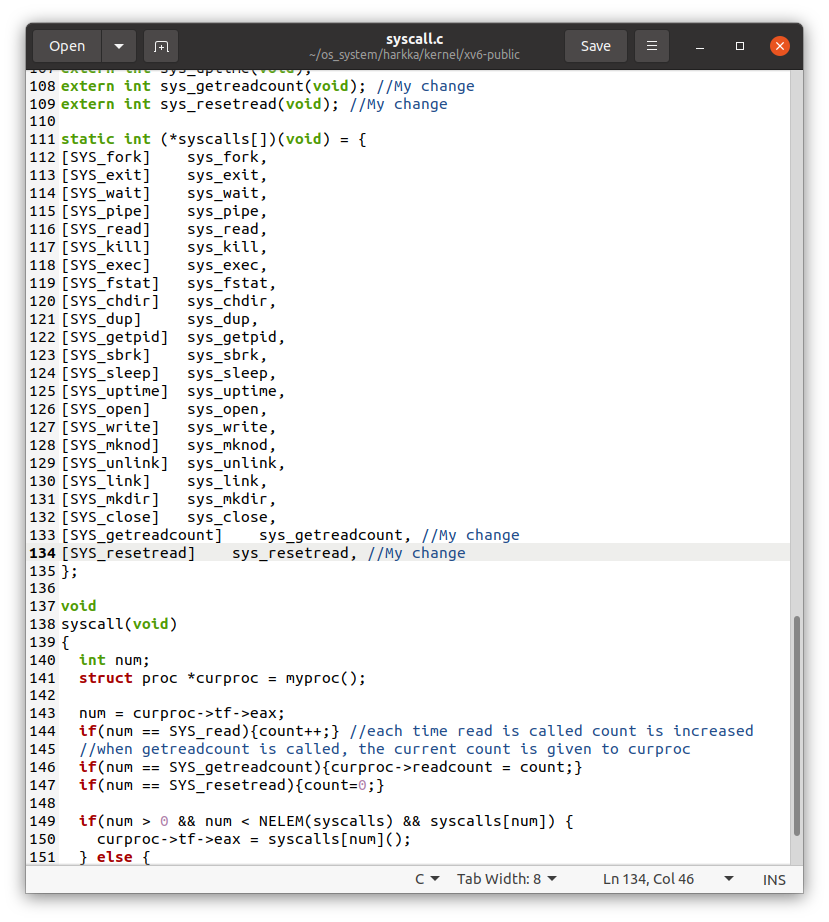 Open
syscall.c
~/os_system/harkka/kernel/xv6-public
Save
107 extern int sys_uptime(void);
108 extern int sys_getreadcount(void); //My change
109 extern int sys_resetread(void); //My change
110
111 static int (*syscalls[])(void) = {
112 [SYS_fork]    sys_fork,
113 [SYS_exit]    sys_exit,
114 [SYS_wait]    sys_wait,
115 [SYS_pipe]    sys_pipe,
116 [SYS_read]    sys_read,
117 [SYS_kill]    sys_kill,
118 [SYS_exec]    sys_exec,
119 [SYS_fstat]   sys_fstat,
120 [SYS_chdir]   sys_chdir,
121 [SYS_dup]     sys_dup,
122 [SYS_getpid]  sys_getpid,
123 [SYS_sbrk]    sys_sbrk,
124 [SYS_sleep]   sys_sleep,
125 [SYS_uptime]  sys_uptime,
126 [SYS_open]    sys_open,
127 [SYS_write]   sys_write,
128 [SYS_mknod]   sys_mknod,
129 [SYS_unlink]  sys_unlink,
130 [SYS_link]    sys_link,
131 [SYS_mkdir]   sys_mkdir,
132 [SYS_close]   sys_close,
133 [SYS_getreadcount]    sys_getreadcount, //My change
134 [SYS_resetread]    sys_resetread, //My change
135 };
136
137 void
138 syscall(void)
139 {
140   int num;
141   struct proc *curproc = myproc();
142
143   num = curproc->tf->eax;
144   if(num == SYS_read){count++;} //each time read is called count is increased
145   //when getreadcount is called, the current count is given to curproc
146   if(num == SYS_getreadcount){curproc->readcount = count;}
147   if(num == SYS_resetread){count=0;}
148
149   if(num > 0 && num < NELEM(syscalls) && syscalls[num]) {
150     curproc->tf->eax = syscalls[num]();
151   } else {
C
Tab Width: 8
Ln 134, Col 46
INS